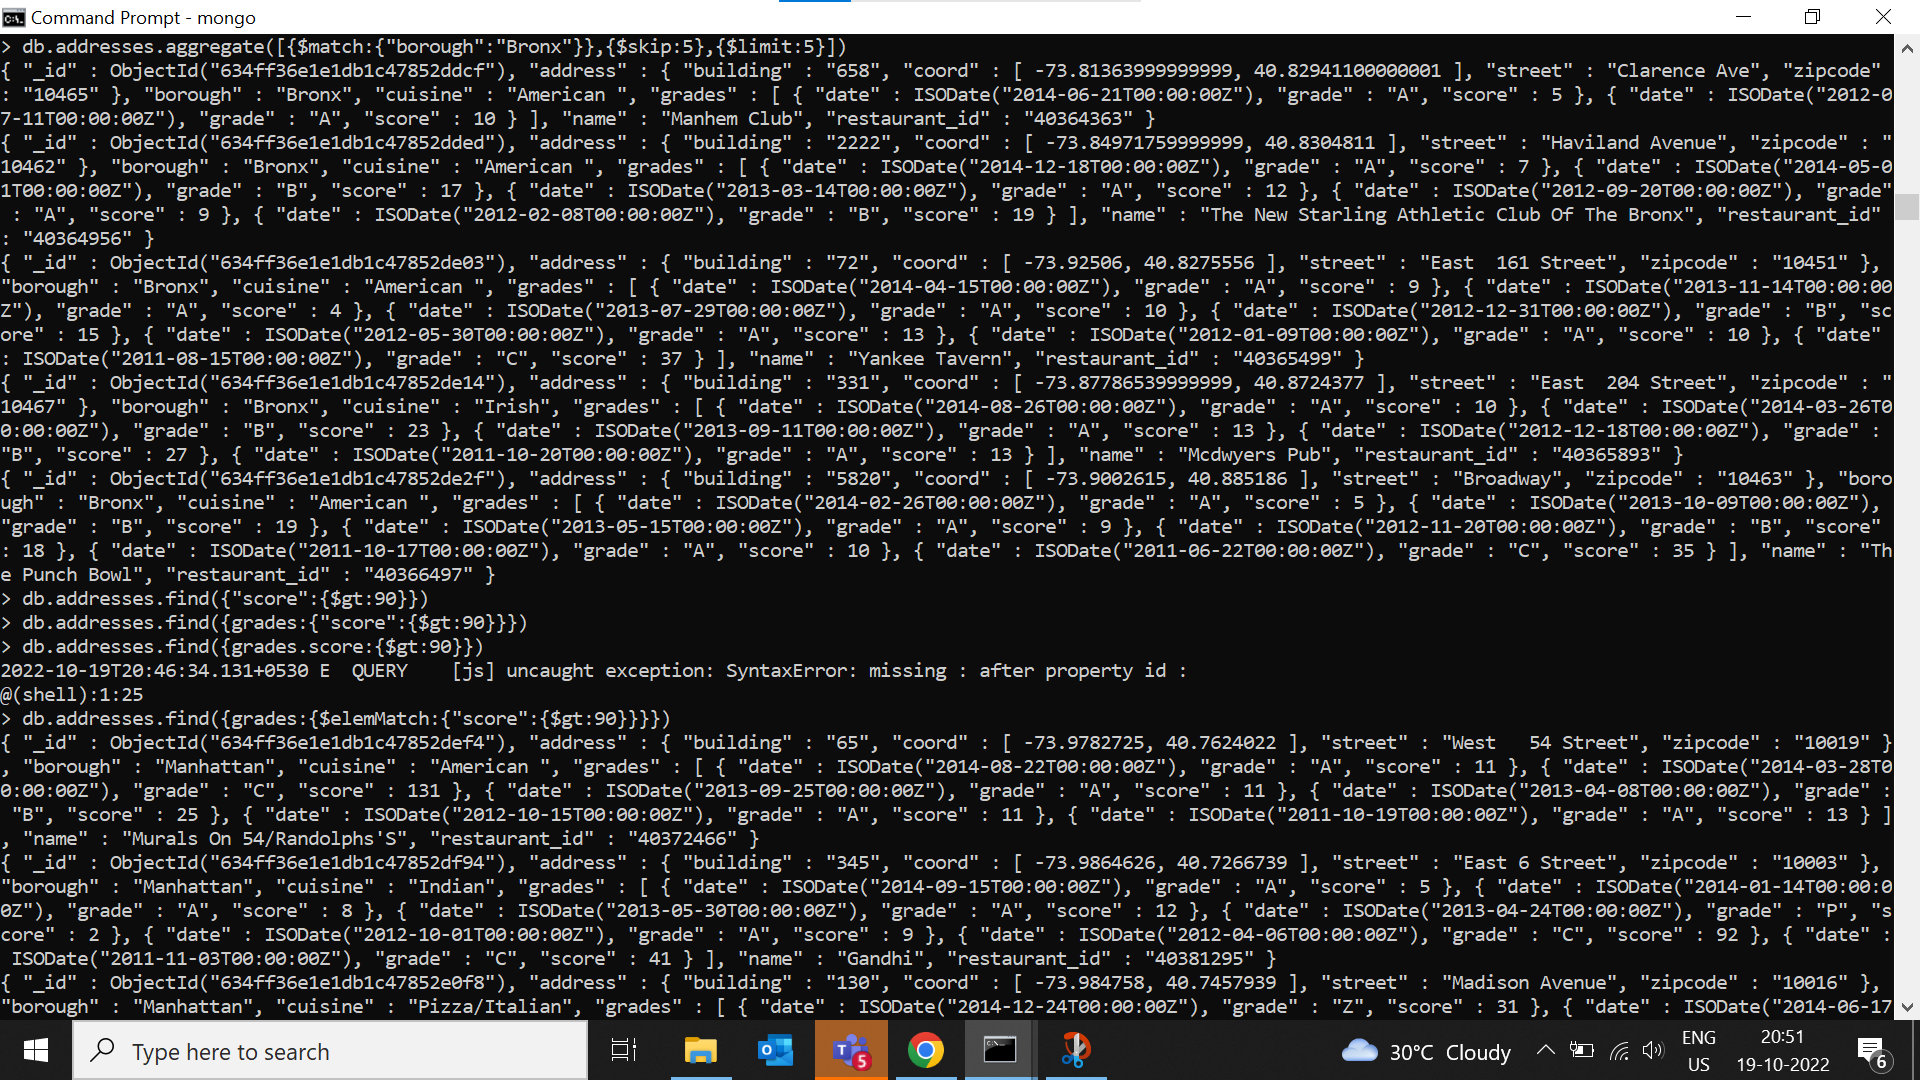 Command Prompt - mongo
> db.addresses.aggregate([{$match:{"borough":"Bronx"}},{$skip:5},{$limit:5}])
{ "_id" : ObjectId("634ff36e1e1db1c47852ddcf"), "address" : { "building" : "658", "coord" : [ -73.81363999999999, 40.82941100000001 ], "street" : "Clarence Ave", "zipcode"
: "10465" }, "borough" : "Bronx", "cuisine" : "American ", "grades" : [ { "date" : ISODate("2014-06-21T00:00:00Z"), "grade" : "A", "score" : 5 }, { "date" : ISODate("2012-0
7-11T00:00:00Z"), "grade" : "A", "score" : 10 } ], "name" : "Manhem Club", "restaurant_id" : "40364363" }
{ "_id" : ObjectId("634ff36e1e1db1c47852dded"), "address" : { "building" : "2222", "coord" : [ -73.84971759999999, 40.8304811 ], "street" : "Haviland Avenue", "zipcode" : "
10462" }, "borough" : "Bronx", "cuisine" : "American ", "grades" : [ { "date" : ISODate("2014-12-18T00:00:00Z"), "grade" : "A", "score" : 7 }, { "date" : ISODate("2014-05-0
1T00:00:00Z"), "grade" : "B", "score" : 17 }, { "date" : ISODate("2013-03-14T00:00:00Z"), "grade" : "A", "score" : 12 }, { "date" : ISODate("2012-09-20T00:00:00Z"), "grade"
 : "A", "score" : 9 }, { "date" : ISODate("2012-02-08T00:00:00Z"), "grade" : "B", "score" : 19 } ], "name" : "The New Starling Athletic Club Of The Bronx", "restaurant_id"
: "40364956" }
{ "_id" : ObjectId("634ff36e1e1db1c47852de03"), "address" : { "building" : "72", "coord" : [ -73.92506, 40.8275556 ], "street" : "East  161 Street", "zipcode" : "10451" },
"borough" : "Bronx", "cuisine" : "American ", "grades" : [ { "date" : ISODate("2014-04-15T00:00:00Z"), "grade" : "A", "score" : 9 }, { "date" : ISODate("2013-11-14T00:00:00
Z"), "grade" : "A", "score" : 4 }, { "date" : ISODate("2013-07-29T00:00:00Z"), "grade" : "A", "score" : 10 }, { "date" : ISODate("2012-12-31T00:00:00Z"), "grade" : "B", "sc
ore" : 15 }, { "date" : ISODate("2012-05-30T00:00:00Z"), "grade" : "A", "score" : 13 }, { "date" : ISODate("2012-01-09T00:00:00Z"), "grade" : "A", "score" : 10 }, { "date"
: ISODate("2011-08-15T00:00:00Z"), "grade" : "C", "score" : 37 } ], "name" : "Yankee Tavern", "restaurant_id" : "40365499" }
{ "_id" : ObjectId("634ff36e1e1db1c47852de14"), "address" : { "building" : "331", "coord" : [ -73.87786539999999, 40.8724377 ], "street" : "East  204 Street", "zipcode" : "
10467" }, "borough" : "Bronx", "cuisine" : "Irish", "grades" : [ { "date" : ISODate("2014-08-26T00:00:00Z"), "grade" : "A", "score" : 10 }, { "date" : ISODate("2014-03-26T0
0:00:00Z"), "grade" : "B", "score" : 23 }, { "date" : ISODate("2013-09-11T00:00:00Z"), "grade" : "A", "score" : 13 }, { "date" : ISODate("2012-12-18T00:00:00Z"), "grade" :
"B", "score" : 27 }, { "date" : ISODate("2011-10-20T00:00:00Z"), "grade" : "A", "score" : 13 } ], "name" : "Mcdwyers Pub", "restaurant_id" : "40365893" }
{ "_id" : ObjectId("634ff36e1e1db1c47852de2f"), "address" : { "building" : "5820", "coord" : [ -73.9002615, 40.885186 ], "street" : "Broadway", "zipcode" : "10463" }, "boro
ugh" : "Bronx", "cuisine" : "American ", "grades" : [ { "date" : ISODate("2014-02-26T00:00:00Z"), "grade" : "A", "score" : 5 }, { "date" : ISODate("2013-10-09T00:00:00Z"),
"grade" : "B", "score" : 19 }, { "date" : ISODate("2013-05-15T00:00:00Z"), "grade" : "A", "score" : 9 }, { "date" : ISODate("2012-11-20T00:00:00Z"), "grade" : "B", "score"
: 18 }, { "date" : ISODate("2011-10-17T00:00:00Z"), "grade" : "A", "score" : 10 }, { "date" : ISODate("2011-06-22T00:00:00Z"), "grade" : "C", "score" : 35 } ], "name" : "Th
e Punch Bowl", "restaurant_id" : "40366497" }
> db.addresses.find({"score":{$gt:90}})
> db.addresses.find({grades:{"score":{$gt:90}}})
> db.addresses.find({grades.score:{$gt:90}})
2022-10-19T20:46:34.131+0530 E  QUERY    [js] uncaught exception: SyntaxError: missing : after property id :
@(shell):1:25
> db.addresses.find({grades:{$elemMatch:{"score":{$gt:90}}}})
{ "_id" : ObjectId("634ff36e1e1db1c47852def4"), "address" : { "building" : "65", "coord" : [ -73.9782725, 40.7624022 ], "street" : "West   54 Street", "zipcode" : "10019" }
, "borough" : "Manhattan", "cuisine" : "American ", "grades" : [ { "date" : ISODate("2014-08-22T00:00:00Z"), "grade" : "A", "score" : 11 }, { "date" : ISODate("2014-03-28T0
0:00:00Z"), "grade" : "C", "score" : 131 }, { "date" : ISODate("2013-09-25T00:00:00Z"), "grade" : "A", "score" : 11 }, { "date" : ISODate("2013-04-08T00:00:00Z"), "grade" :
 "B", "score" : 25 }, { "date" : ISODate("2012-10-15T00:00:00Z"), "grade" : "A", "score" : 11 }, { "date" : ISODate("2011-10-19T00:00:00Z"), "grade" : "A", "score" : 13 } ]
, "name" : "Murals On 54/Randolphs'S", "restaurant_id" : "40372466" }
{ "_id" : ObjectId("634ff36e1e1db1c47852df94"), "address" : { "building" : "345", "coord" : [ -73.9864626, 40.7266739 ], "street" : "East 6 Street", "zipcode" : "10003" },
"borough" : "Manhattan", "cuisine" : "Indian", "grades" : [ { "date" : ISODate("2014-09-15T00:00:00Z"), "grade" : "A", "score" : 5 }, { "date" : ISODate("2014-01-14T00:00:0
0Z"), "grade" : "A", "score" : 8 }, { "date" : ISODate("2013-05-30T00:00:00Z"), "grade" : "A", "score" : 12 }, { "date" : ISODate("2013-04-24T00:00:00Z"), "grade" : "P", "s
core" : 2 }, { "date" : ISODate("2012-10-01T00:00:00Z"), "grade" : "A", "score" : 9 }, { "date" : ISODate("2012-04-06T00:00:00Z"), "grade" : "C", "score" : 92 }, { "date" :
 ISODate("2011-11-03T00:00:00Z"), "grade" : "C", "score" : 41 } ], "name" : "Gandhi", "restaurant_id" : "40381295" }
{ "_id" : ObjectId("634ff36e1e1db1c47852e0f8"), "address" : { "building" : "130", "coord" : [ -73.984758, 40.7457939 ], "street" : "Madison Avenue", "zipcode" : "10016" },
"borough" : "Manhattan", "cuisine" : "Pizza/Italian", "grades" : [ { "date" : ISODate("2014-12-24T00:00:00Z"), "grade" : "Z", "score" : 31 }, { "date" : ISODate("2014-06-17
Type here to search
5
30°C Cloudy
ENG
US
20:51
19-10-2022
6